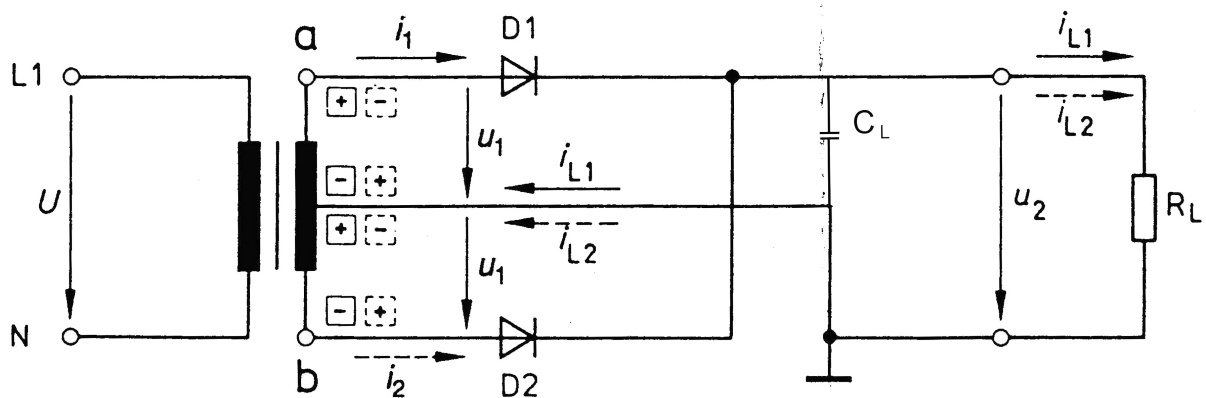 a
i1
D1
iL1
L1
+ -
iL2
CL
u1
- +
iL1
U
u2
RL
+ -
iL2
u1
- +
N
b
i2
D2